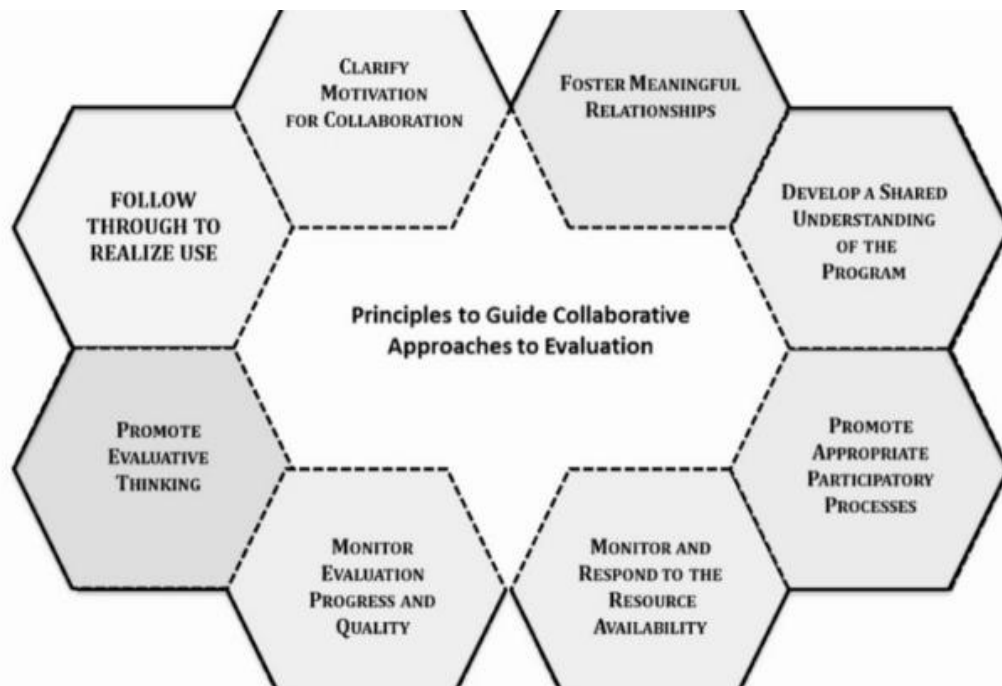 CLARIFY
MOTIVATION
FOR COLLABORATION
FOSTER MEANINGFUL
RELATIONSHIPS
DEVELOP A SHARED
UNDERSTANDING
OF THE
PROGRAM
PROMOTE
APPROPRIATE
PARTICIPATORY
PROCESSES
MONITOR AND
RESPOND TO THE
RESOURCE
AVAILABILITY
MONITOR
EVALUATION
PROGRESS AND
QUALITY
PROMOTE
EVALUATIVE
THINKING
FOLLOW
THROUGH TO
REALIZE USE
Principles to Guide Collaborative
Approaches to Evaluation